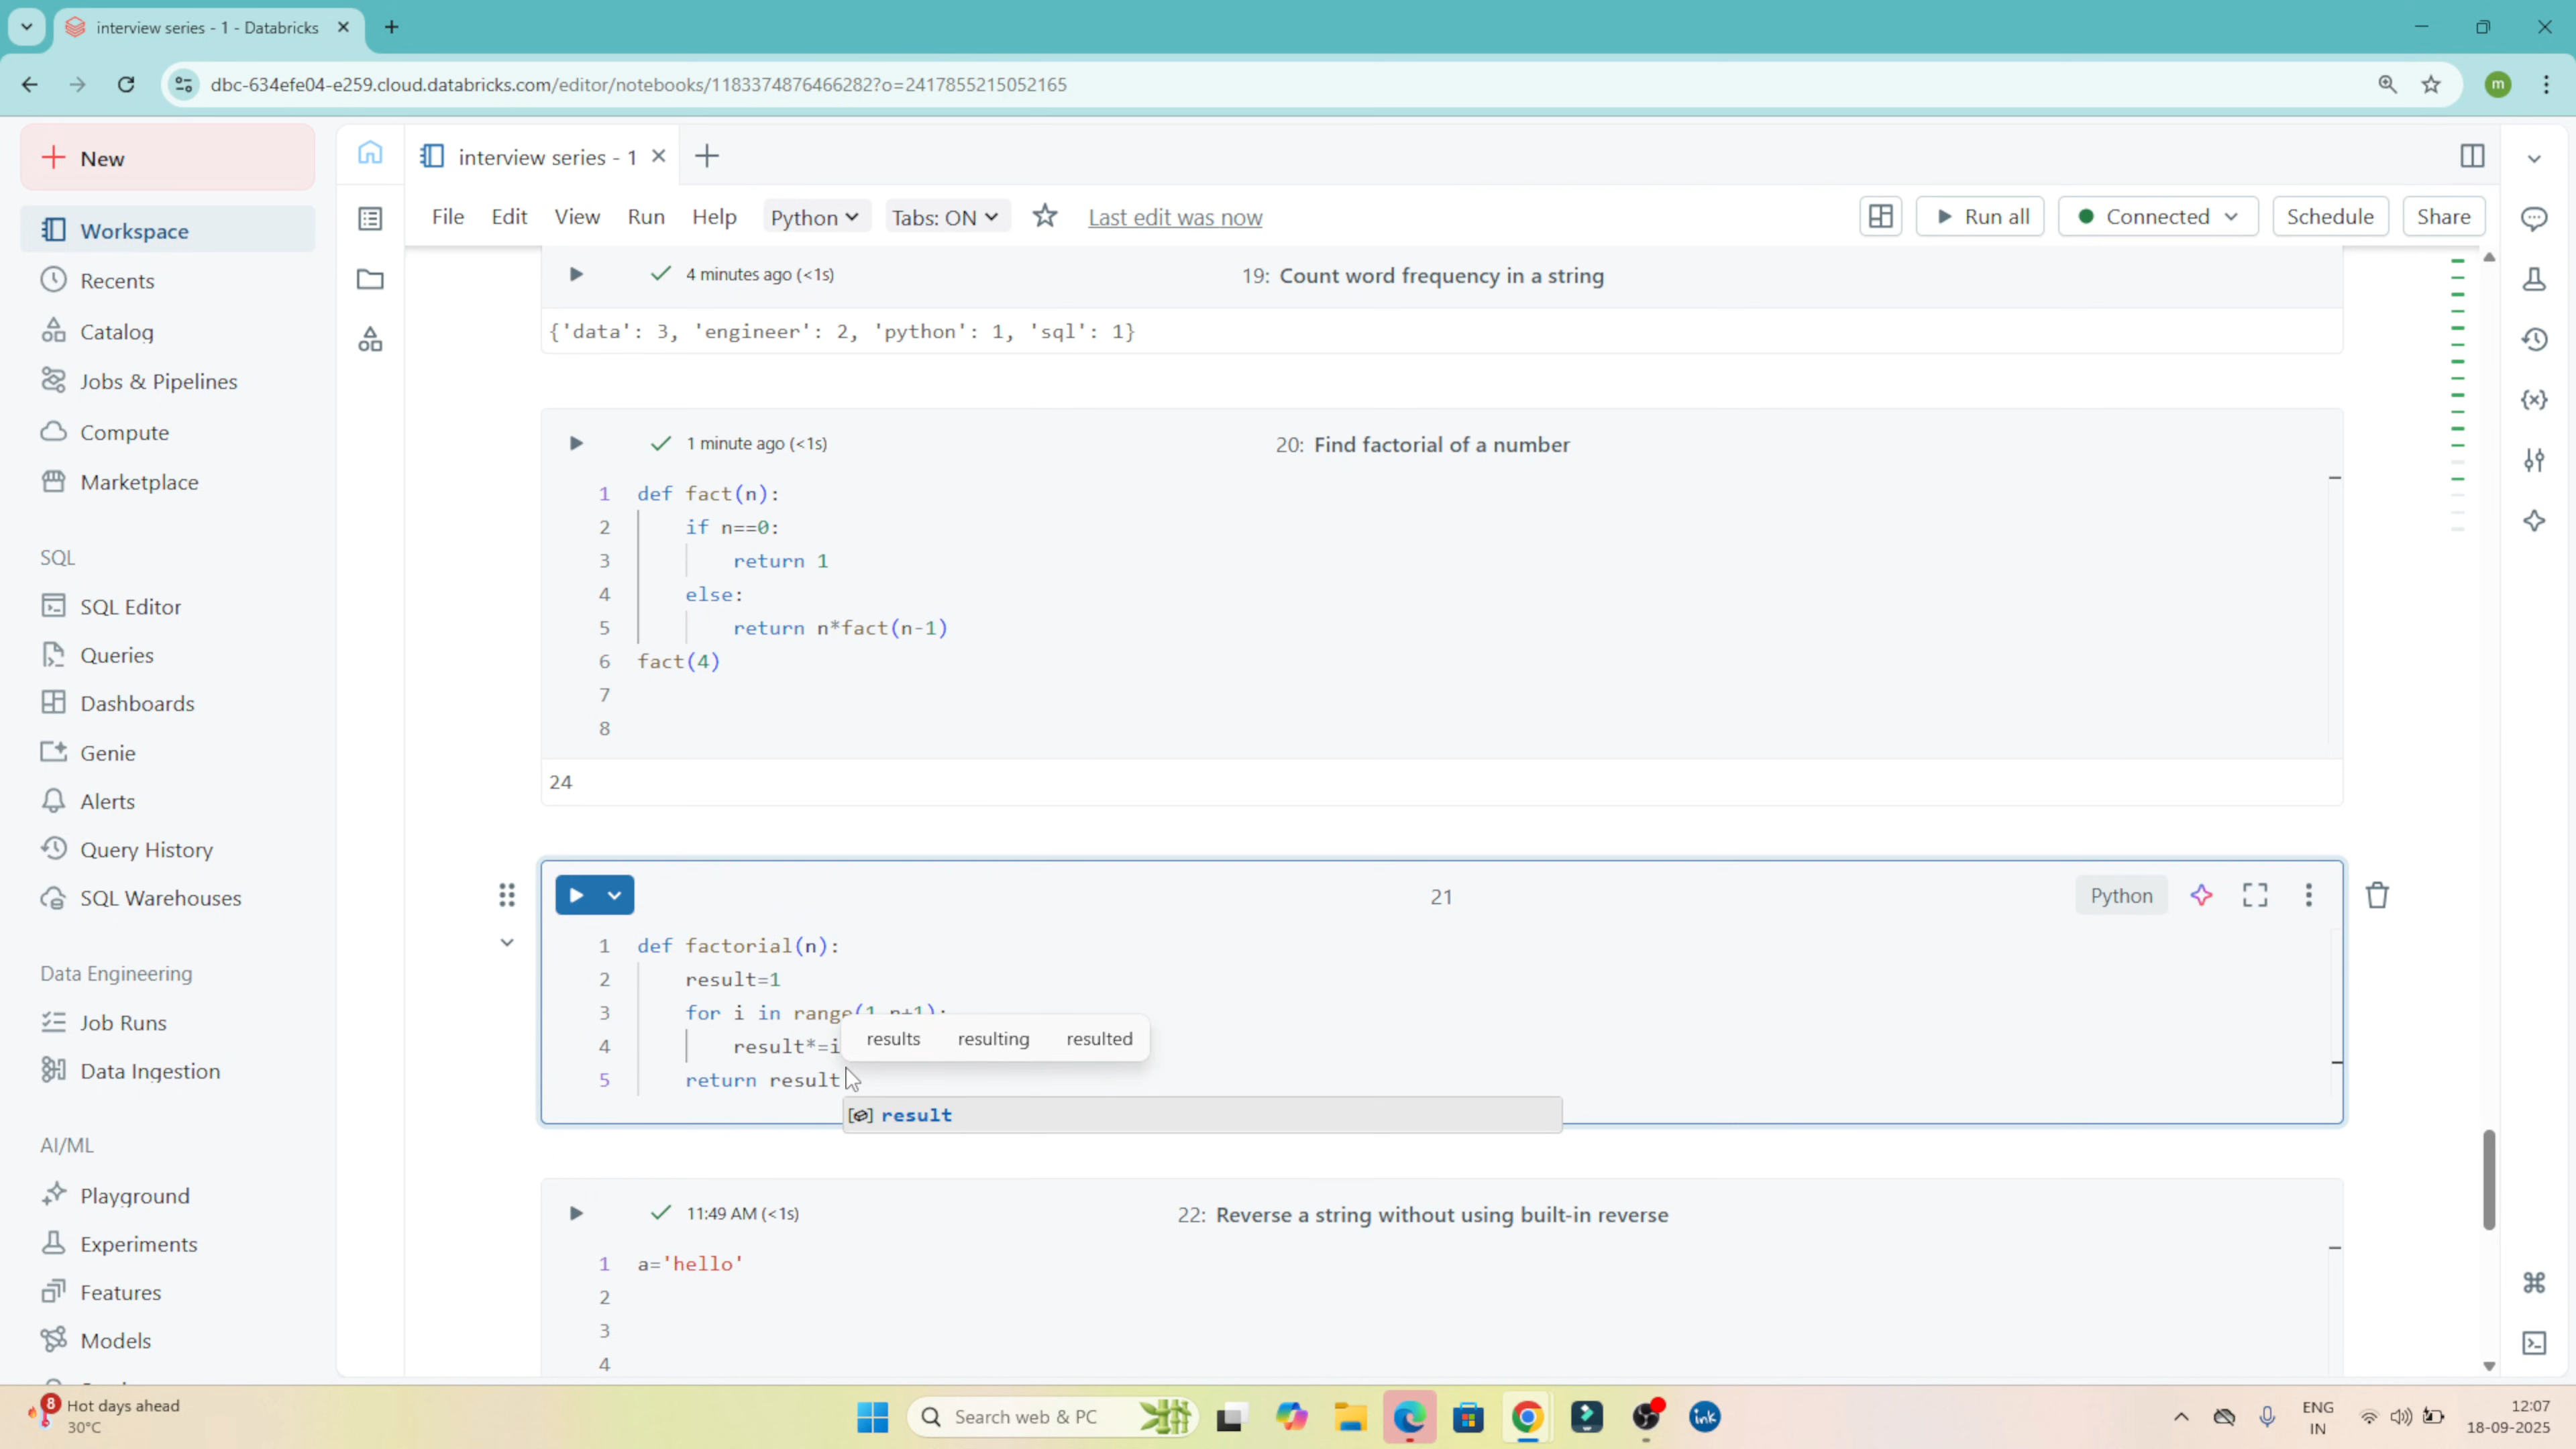 interview series - 1 - Databricks
dbc-634efe04-e259.cloud.databricks.com/editor/notebooks/1183374876466282?o=2417855215052165
m
New
interview series - 1
File Edit View Run Help Python Tabs: ON Last edit was now Run all Connected Schedule Share
Workspace
Recents
Catalog
Jobs & Pipelines
Compute
Marketplace
SQL
SQL Editor
Queries
Dashboards
Genie
Alerts
Query History
SQL Warehouses
Data Engineering
Job Runs
Data Ingestion
AI/ML
Playground
Experiments
Features
Models
4 minutes ago (<1s) 19: Count word frequency in a string
{'data': 3, 'engineer': 2, 'python': 1, 'sql': 1}
1 minute ago (<1s) 20: Find factorial of a number
1 def fact(n):
2 if n==0:
3 return 1
4 else:
5 return n*fact(n-1)
6 fact(4)
7
8
24
21 Python
1 def factorial(n):
2 result=1
3 for i in range(1,n+1):
4 result*=i
results resulting resulted
5 return result
result
11:49 AM (<1s) 22: Reverse a string without using built-in reverse
1 a='hello'
2
3
4
8 Hot days ahead
30°C
Search web & PC
ink
ENG
IN
12:07
18-09-2025